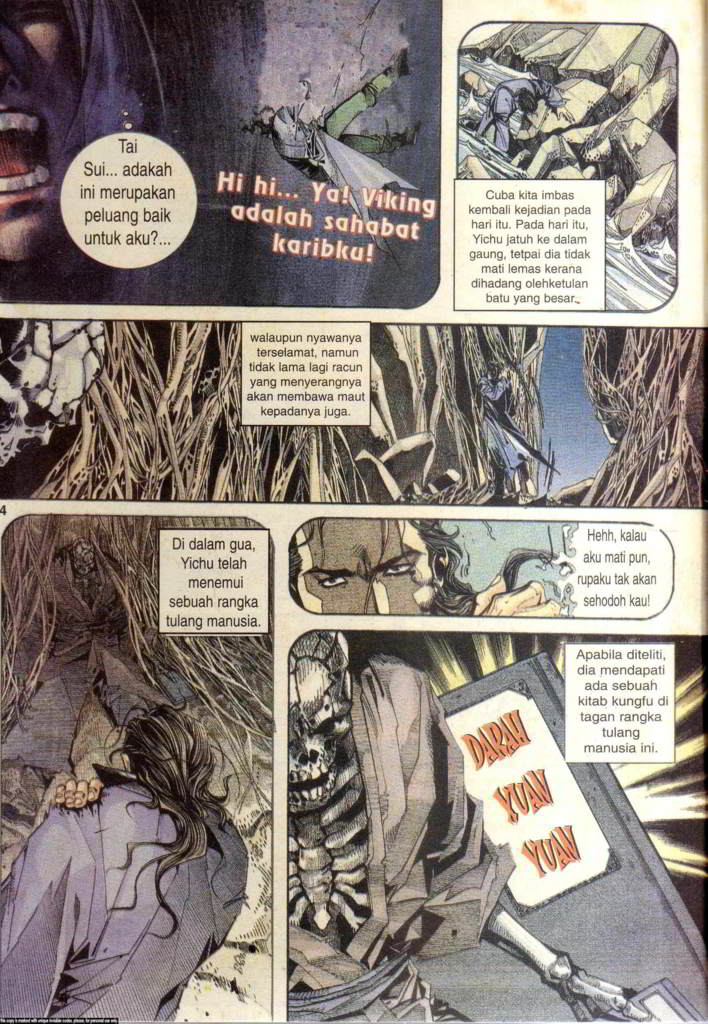 Tai
Sui... adakah
ini merupakan
peluang baik
untuk aku?...
Hi hi... Ya! Viking
adalah sahabat
karibku!
Cuba kita imbas
kembali kejadian pada
hari itu. Pada hari itu,
Yichu jatuh ke dalam
gaung, tetpai dia tidak
mati lemas kerana
dihadang olehketulan
batu yang besar.
walaupun nyawanya
terselamat, namun
tidak lama lagi racun
yang menyerangnya
akan membawa maut
kepadanya juga.
4
Di dalam gua,
Yichu telah
menemui
sebuah rangka
tulang manusia.
Hehh, kalau
aku mati pun,
rupaku tak akan
sehodoh kau!
Apabila diteliti,
dia mendapati
ada sebuah
kitab kungfu di
tagan rangka
tulang
manusia ini.
DARAH
YUAN
YUAN